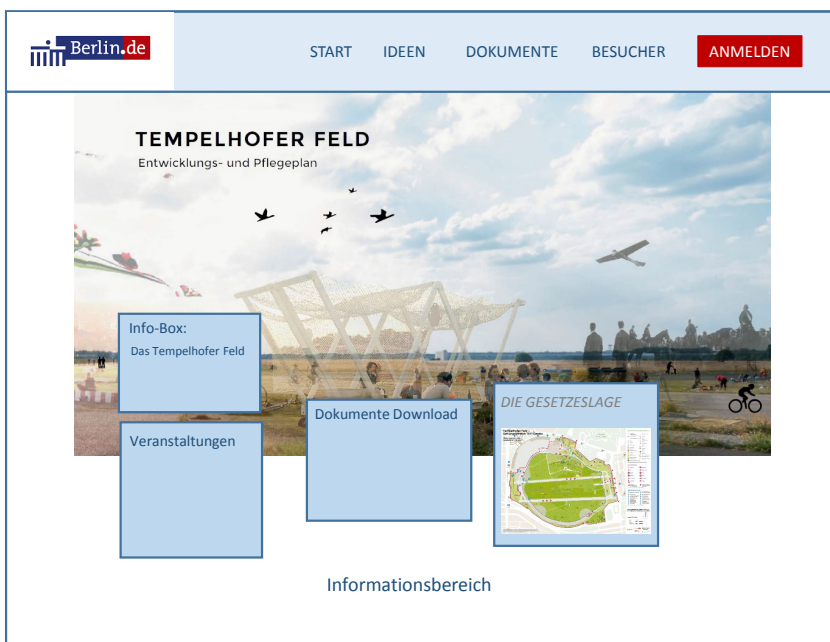 Berlin.de
START IDEEN DOKUMENTE BESUCHER ANMELDEN
TEMPELHOFER FELD
Entwicklungs- und Pflegeplan
Info-Box:
Das Tempelhofer Feld
Veranstaltungen
Dokumente Download
DIE GESETZESLAGE
Informationsbereich